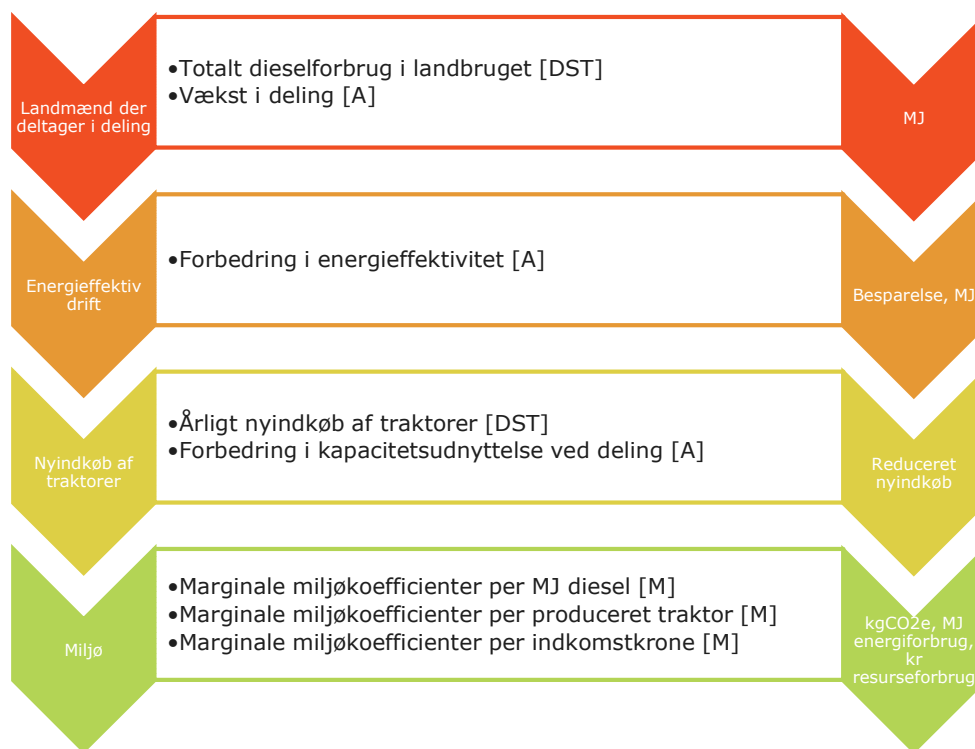 Landmænd der
deltager i deling
•Totalt dieselforbrug i landbruget [DST]
•Vækst i deling [A]
MJ
Energieffektiv
drift
•Forbedring i energieffektivitet [A]
Besparelse, MJ
Nyindkøb af
traktorer
•Årligt nyindkøb af traktorer [DST]
•Forbedring i kapacitetsudnyttelse ved deling [A]
Reduceret
nyindkøb
Miljø
•Marginale miljøkoefficienter per MJ diesel [M]
•Marginale miljøkoefficienter per produceret traktor [M]
•Marginale miljøkoefficienter per indkomstkrone [M]
kgCO2e, MJ
energiforbrug,
kr
resurseforbrug